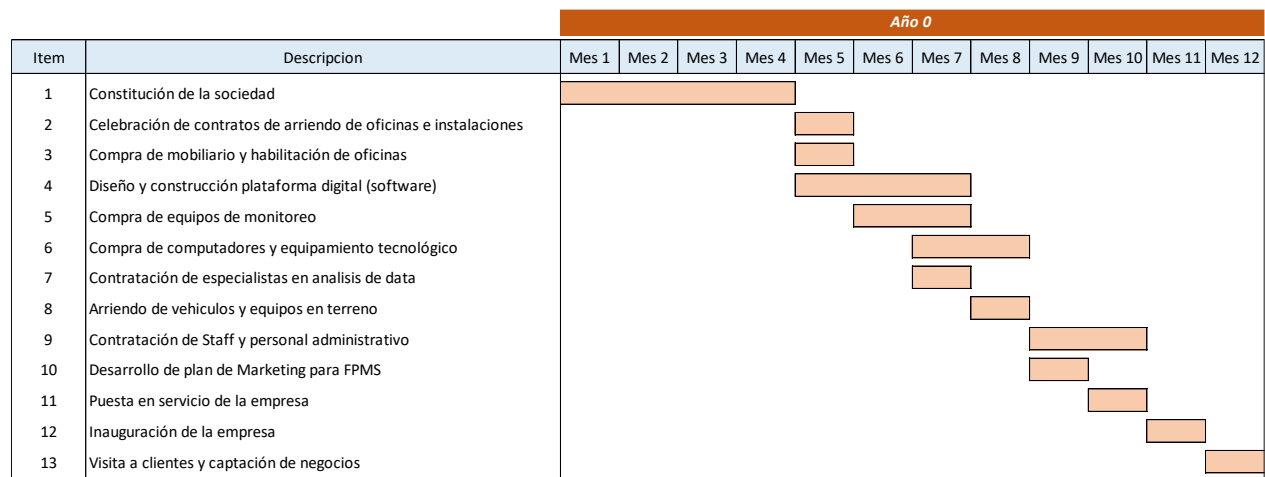 Año 0
Item Descripcion Mes 1 Mes 2 Mes 3 Mes 4 Mes 5 Mes 6 Mes 7 Mes 8 Mes 9 Mes 10 Mes 11 Mes 12
1 Constitución de la sociedad
2 Celebración de contratos de arriendo de oficinas e instalaciones
3 Compra de mobiliario y habilitación de oficinas
4 Diseño y construcción plataforma digital (software)
5 Compra de equipos de monitoreo
6 Compra de computadores y equipamiento tecnológico
7 Contratación de especialistas en analisis de data
8 Arriendo de vehiculos y equipos en terreno
9 Contratación de Staff y personal administrativo
10 Desarrollo de plan de Marketing para FPMS
11 Puesta en servicio de la empresa
12 Inauguración de la empresa
13 Visita a clientes y captación de negocios